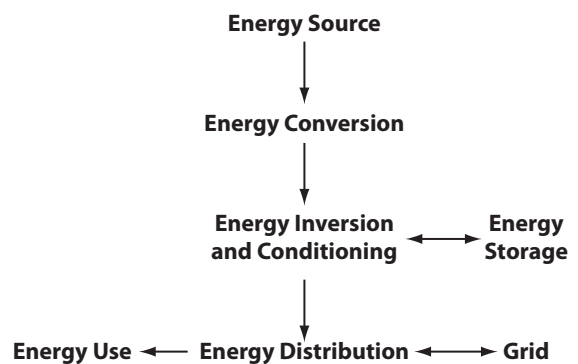 Energy Source
Energy Conversion
Energy Inversion
and Conditioning
Energy
Storage
Energy Use
Energy Distribution
Grid